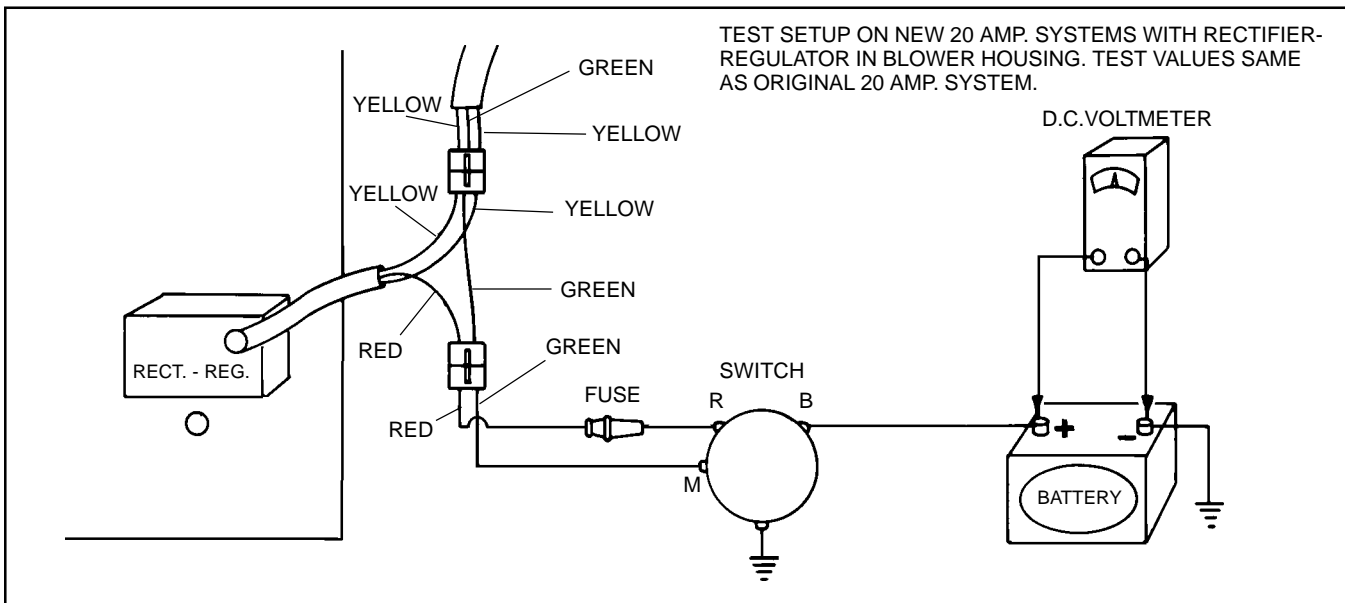 TEST SETUP ON NEW 20 AMP. SYSTEMS WITH RECTIFIER-
REGULATOR IN BLOWER HOUSING. TEST VALUES SAME
AS ORIGINAL 20 AMP. SYSTEM.
GREEN
YELLOW
YELLOW
D.C.VOLTMETER
YELLOW
YELLOW
GREEN
RED
GREEN
RECT. - REG.
SWITCH
FUSE
R
B
RED
+
-
M
BATTERY